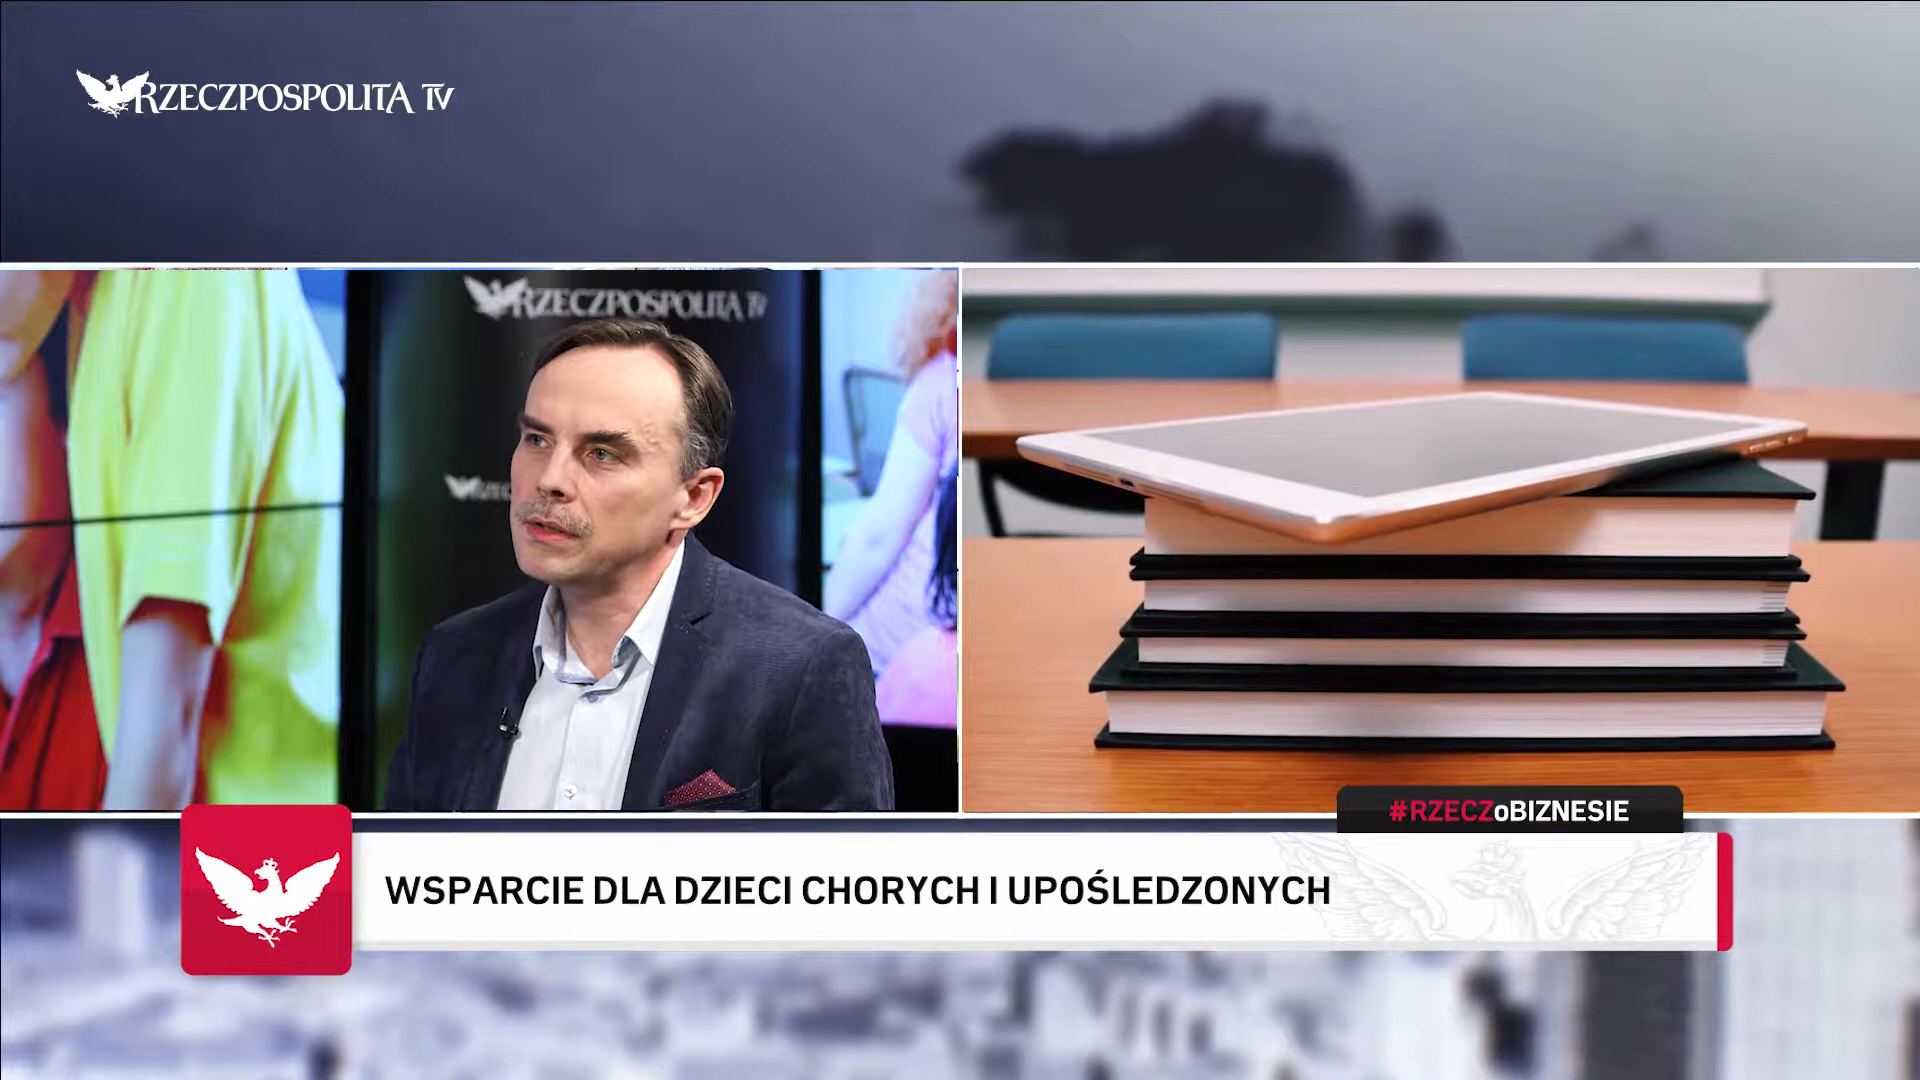 RZECZPOSPOLITA TV
RZECZPOSPOLITA TV
#RZECZoBIZNESIE
WSPARCIE DLA DZIECI CHORYCH I UPOŚLEDZONYCH